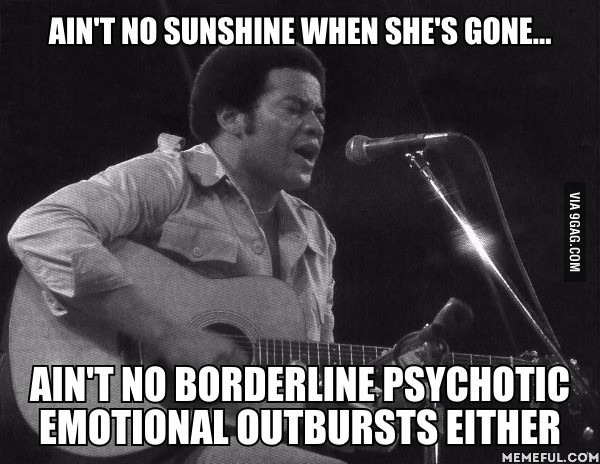 AIN'T NO SUNSHINE WHEN SHE'S GONE...
VIA 9GAG.COM
AIN'T NO BORDERLINE PSYCHOTIC
EMOTIONAL OUTBURSTS EITHER
MEMEFUL.COM